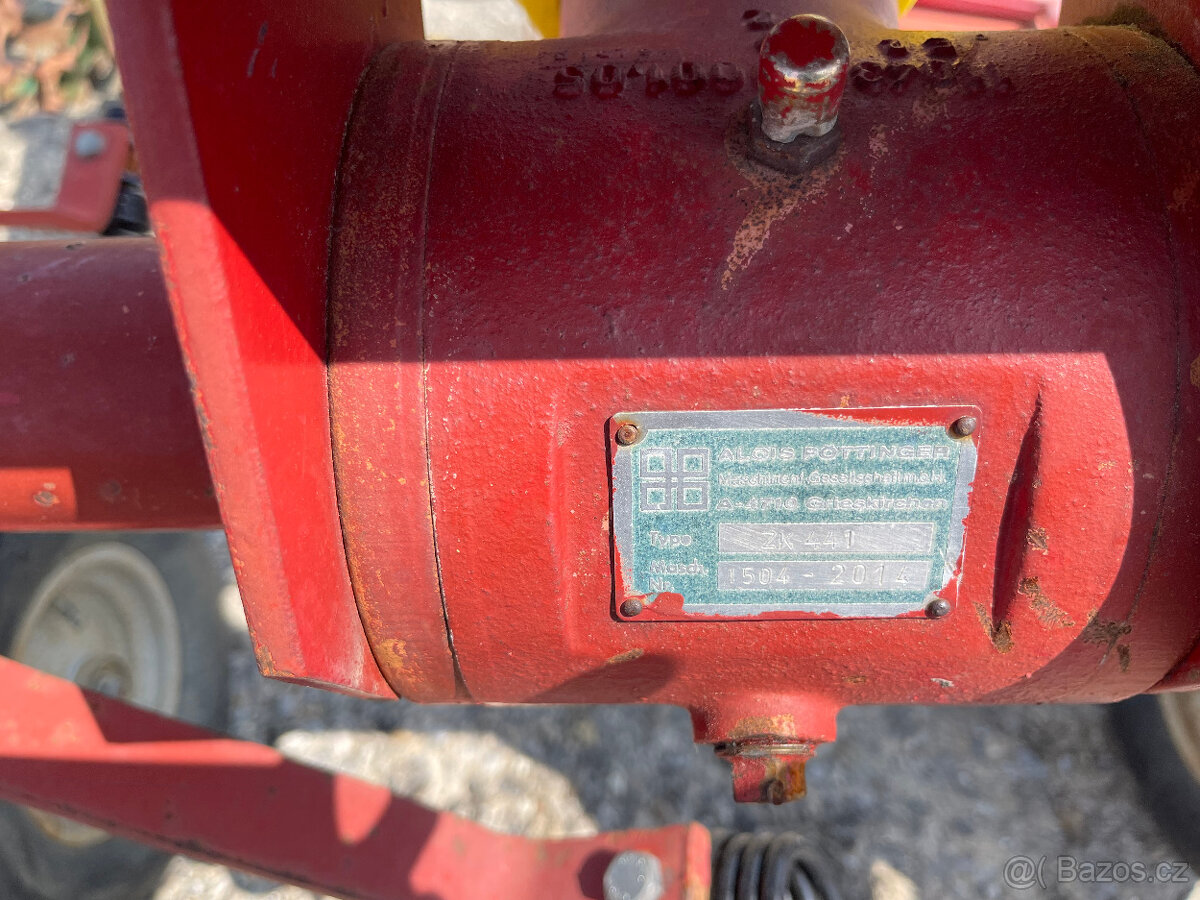 ALOIS PÖTTINGER
Maschinenf. Gesellschaft m.b.H.
A-4710 Grieskirchen
Type ZK 441
Masch. Nr. 1504 - 2014
@( Bazos.cz